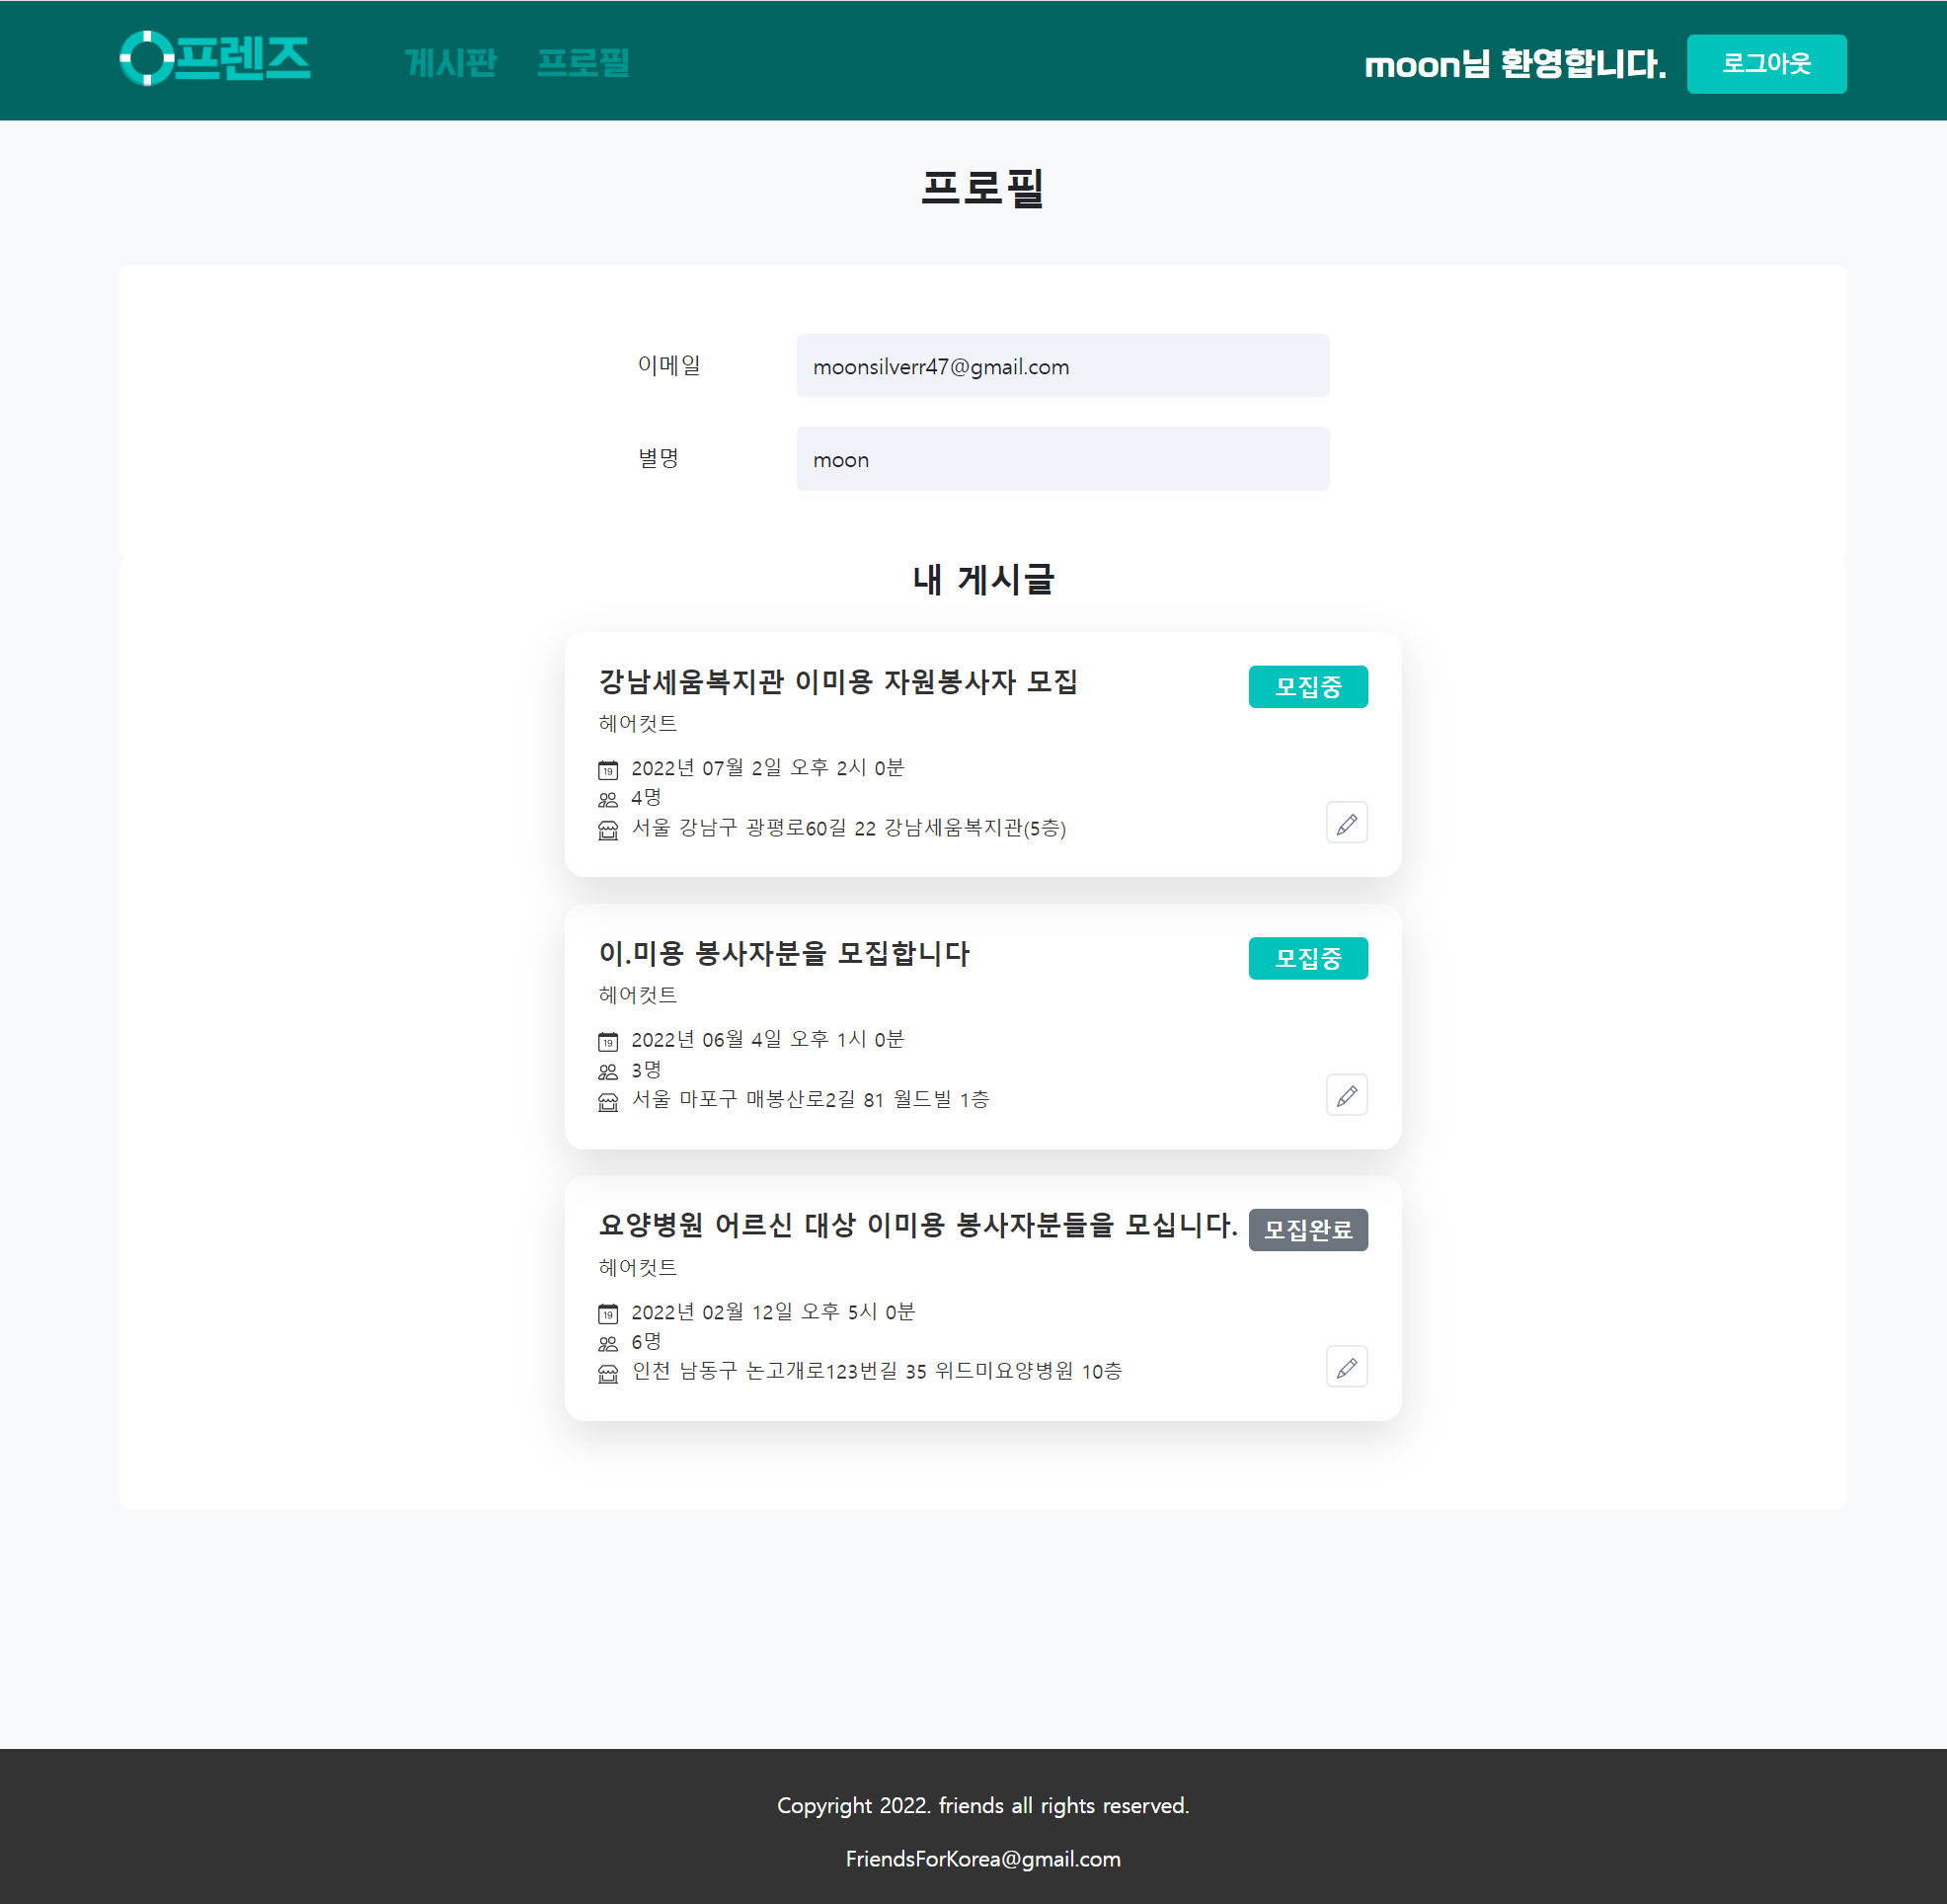 프렌즈
게시판
프로필
moon님 환영합니다.
로그아웃
프로필
이메일
moonsilverr47@gmail.com
별명
moon
내 게시글
강남세움복지관 이미용 자원봉사자 모집
모집중
헤어컷트
2022년 07월 2일 오후 2시 0분
4명
서울 강남구 광평로60길 22 강남세움복지관(5층)
이.미용 봉사자분을 모집합니다
모집중
헤어컷트
2022년 06월 4일 오후 1시 0분
3명
서울 마포구 매봉산로2길 81 월드빌 1층
요양병원 어르신 대상 이미용 봉사자분들을 모십니다.
모집완료
헤어컷트
2022년 02월 12일 오후 5시 0분
6명
인천 남동구 논고개로123번길 35 위드미요양병원 10층
Copyright 2022. friends all rights reserved.
FriendsForKorea@gmail.com